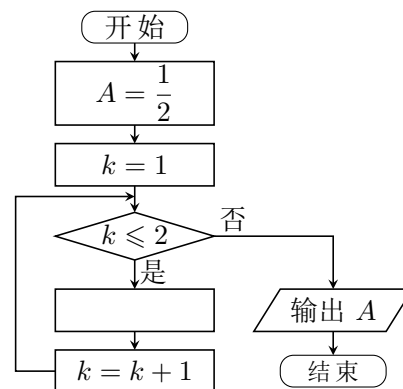 开始
A = 1/2
k = 1
k ⩽ 2
否
是
输出 A
k = k + 1
结束